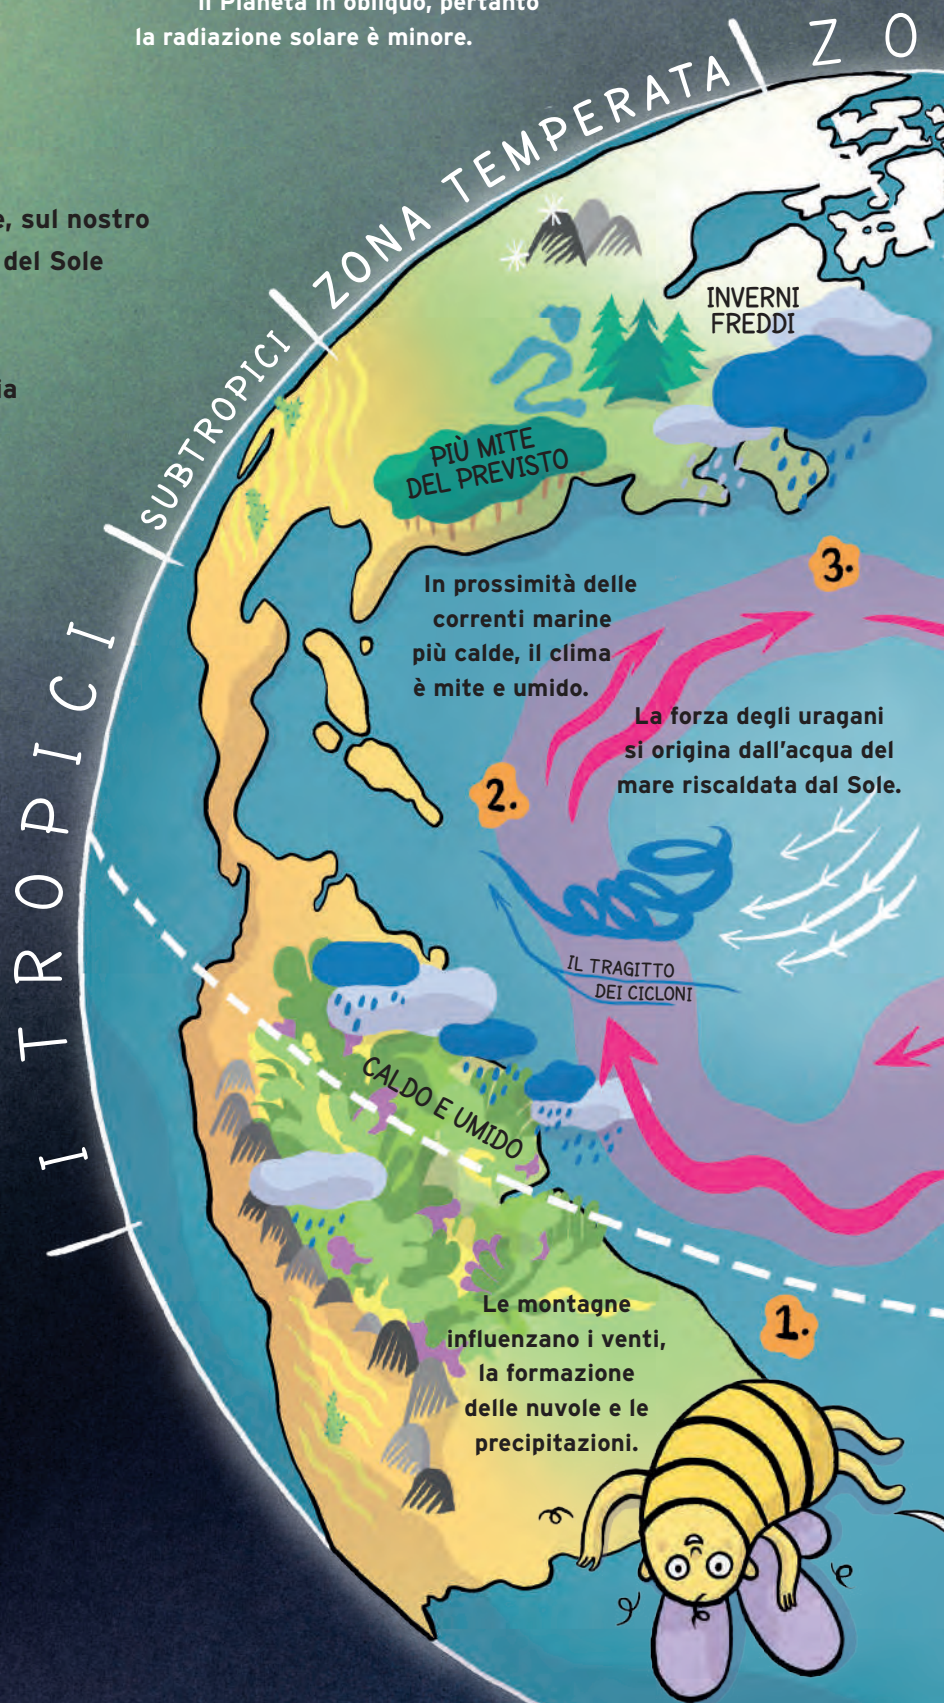 il Pianeta in obliquo, pertanto
la radiazione solare è minore.
Z O
ZONA TEMPERATA
sul nostro
del Sole
INVERNI
FREDDI
SUBTROPICI
PIÙ MITE
DEL PREVISTO
3.
In prossimità delle
correnti marine
più calde, il clima
è mite e umido.
La forza degli uragani
si origina dall'acqua del
mare riscaldata dal Sole.
2.
I TROPICI
IL TRAGITTO
DEI CICLONI
CALDO E UMIDO
Le montagne
influenzano i venti,
la formazione
delle nuvole e le
precipitazioni.
1.